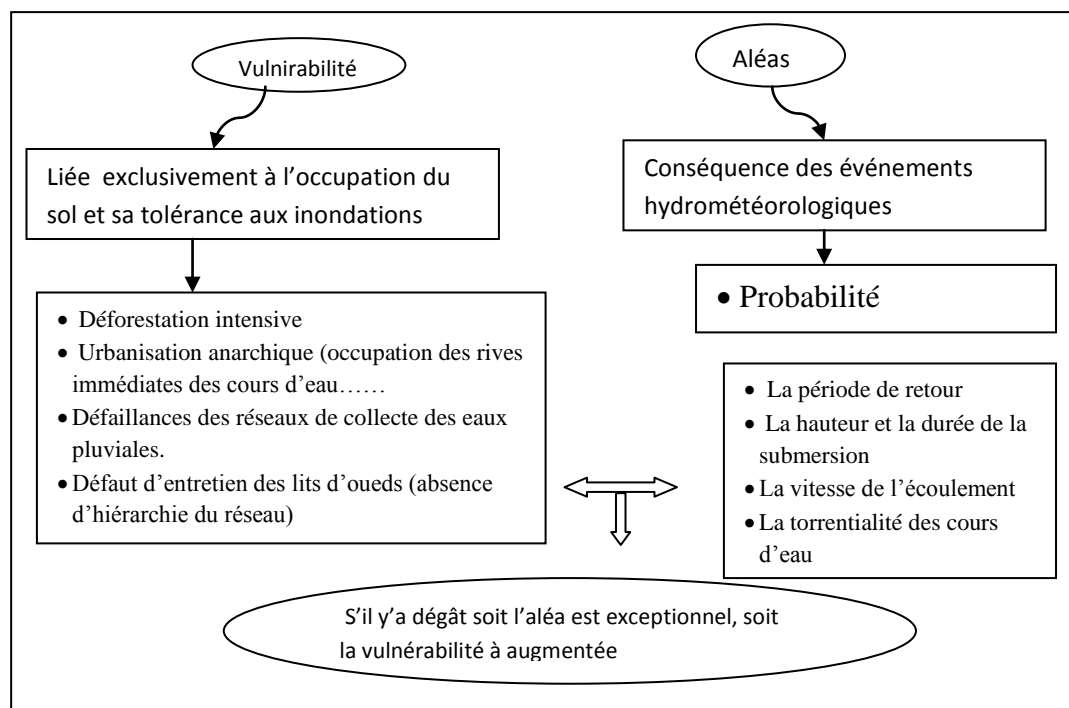 Vulnirabilité
Liée exclusivement à l'occupation du
sol et sa tolérance aux inondations
• Déforestation intensive
• Urbanisation anarchique (occupation des rives
immédiates des cours d'eau……
• Défaillances des réseaux de collecte des eaux
pluviales.
• Défaut d'entretien des lits d'oueds (absence
d'hiérarchie du réseau)
Aléas
Conséquence des événements
hydrométéorologiques
• Probabilité
• La période de retour
• La hauteur et la durée de la
submersion
• La vitesse de l'écoulement
• La torrentialité des cours
d'eau
S'il y'a dégât soit l'aléa est exceptionnel, soit
la vulnérabilité à augmentée